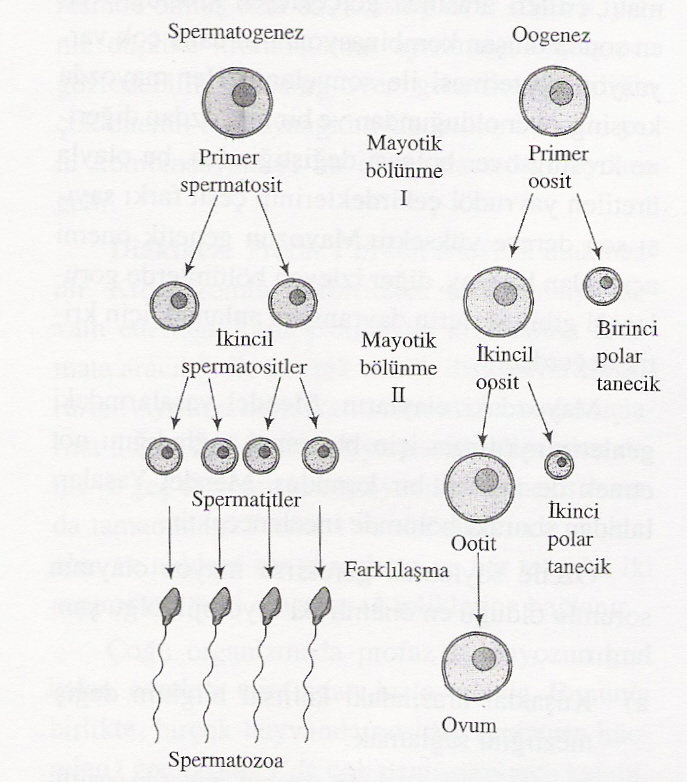 Spermatogenez
Oogenez
Primer
spermatosit
Mayotik
bölünme
I
Primer
oosit
İkincil
spermatositler
Mayotik
bölünme
II
İkincil
oosit
Birinci
polar
tanecik
Spermatitler
Ootit
İkinci
polar
tanecik
Farklılaşma
Spermatozoa
Ovum